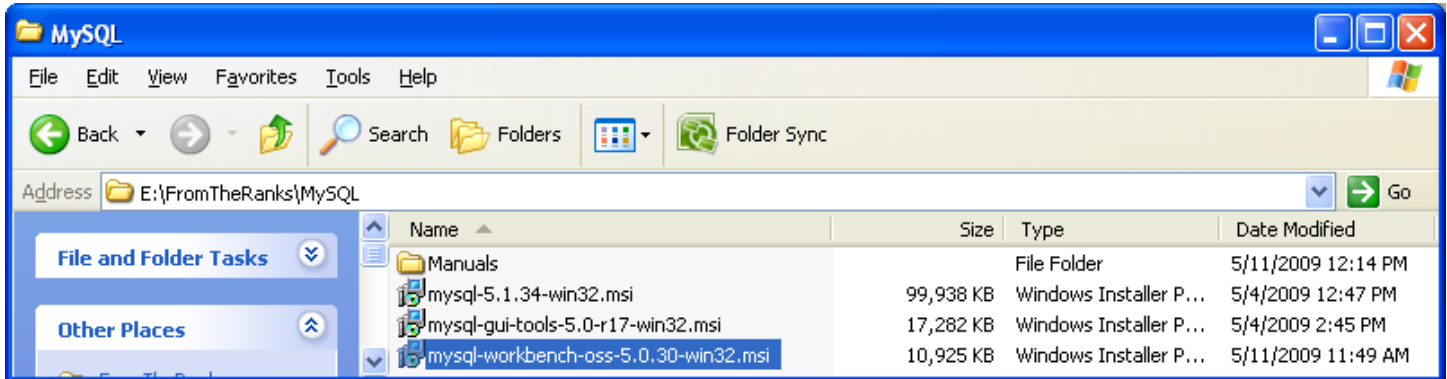 MySQL
File Edit View Favorites Tools Help
Back Search Folders Folder Sync
Address E:\FromTheRanks\MySQL Go
Name Size Type Date Modified
File and Folder Tasks
Manuals File Folder 5/11/2009 12:14 PM
mysql-5.1.34-win32.msi 99,938 KB Windows Installer P... 5/4/2009 12:47 PM
Other Places
mysql-gui-tools-5.0-r17-win32.msi 17,282 KB Windows Installer P... 5/4/2009 2:45 PM
mysql-workbench-oss-5.0.30-win32.msi 10,925 KB Windows Installer P... 5/11/2009 11:49 AM